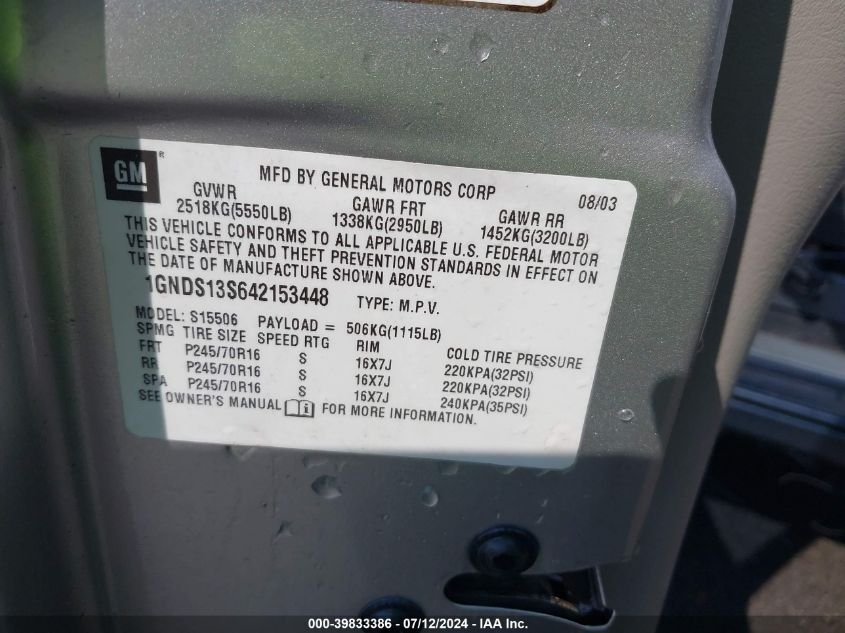 GM ® MFD BY GENERAL MOTORS CORP 08/03
GVWR GAWR FRT GAWR RR
2518KG(5550LB) 1338KG(2950LB) 1452KG(3200LB)
THIS VEHICLE CONFORMS TO ALL APPLICABLE U.S. FEDERAL MOTOR
VEHICLE SAFETY AND THEFT PREVENTION STANDARDS IN EFFECT ON
THE DATE OF MANUFACTURE SHOWN ABOVE.
1GNDS13S642153448 TYPE: M.P.V.
MODEL: S15506 PAYLOAD = 506KG(1115LB)
SPMG TIRE SIZE SPEED RTG RIM COLD TIRE PRESSURE
FRT P245/70R16 S 16X7J 220KPA(32PSI)
RR P245/70R16 S 16X7J 220KPA(32PSI)
SPA P245/70R16 S 16X7J 240KPA(35PSI)
SEE OWNER'S MANUAL FOR MORE INFORMATION.
000-39833386 - 07/12/2024 - IAAI Inc.